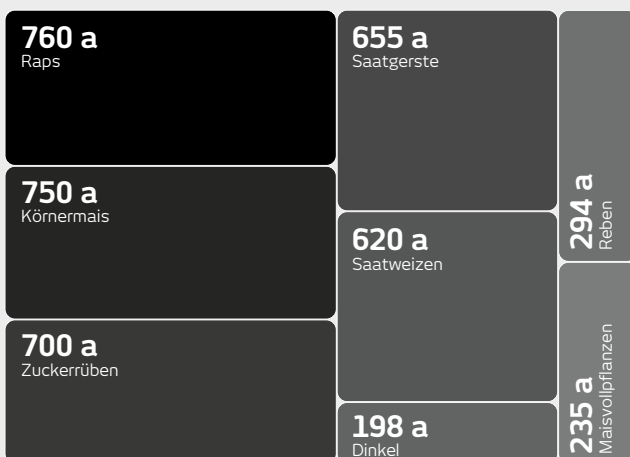 760 a
Raps
750 a
Körnermais
700 a
Zuckerrüben
655 a
Saatgerste
620 a
Saatweizen
198 a
Dinkel
294 a
Reben
235 a
Maisvollpflanzen